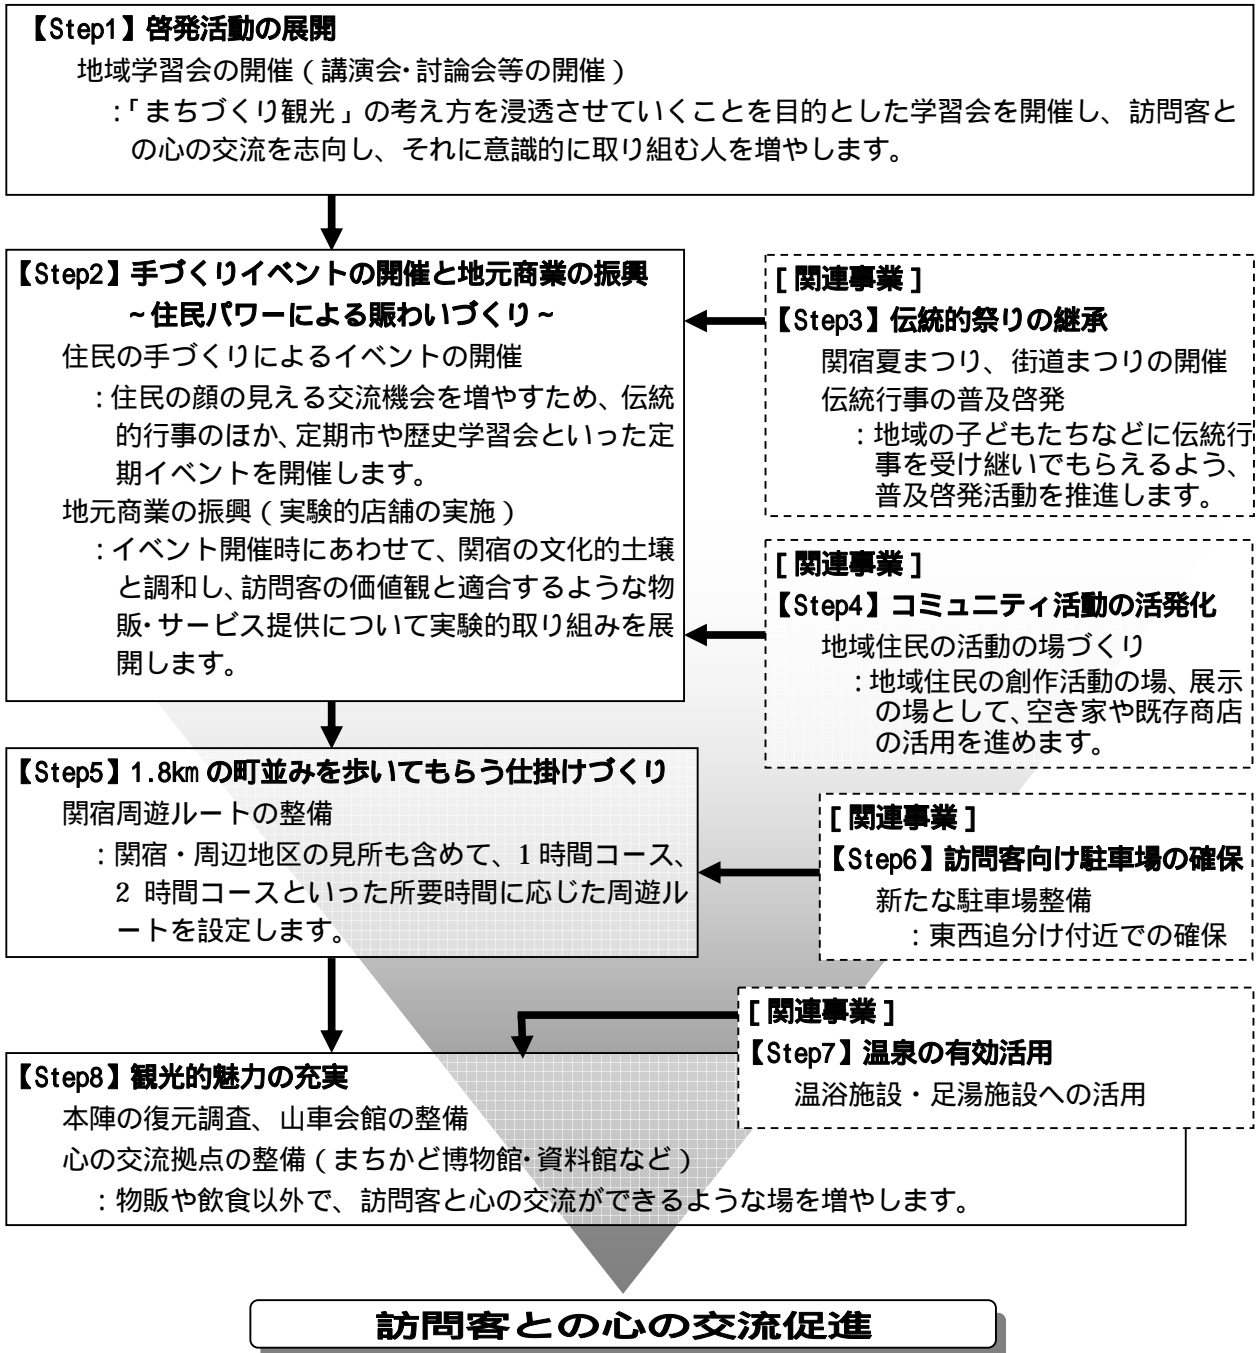 【Step1】啓発活動の展開
地域学習会の開催（講演会・討論会等の開催）
：「まちづくり観光」の考え方を浸透させていくことを目的とした学習会を開催し、訪問客と
の心の交流を志向し、それに意識的に取り組む人を増やします。
【Step2】手づくりイベントの開催と地元商業の振興
~住民パワーによる賑わいづくり~
住民の手づくりによるイベントの開催
：住民の顔の見える交流機会を増やすため、伝統
的行事のほか、定期市や歴史学習会といった定
期イベントを開催します。
地元商業の振興（実験的店舗の実施）
：イベント開催時にあわせて、関宿の文化的土壌
と調和し、訪問客の価値観と適合するような物
販・サービス提供について実験的取り組みを展
開します。
[関連事業]
【Step3】伝統的祭りの継承
関宿夏まつり、街道まつりの開催
伝統行事の普及啓発
：地域の子どもたちなどに伝統行
事を受け継いでもらえるよう、
普及啓発活動を推進します。
[関連事業]
【Step4】コミュニティ活動の活発化
地域住民の活動の場づくり
：地域住民の創作活動の場、展示
の場として、空き家や既存商店
の活用を進めます。
【Step5】1.8kmの町並みを歩いてもらう仕掛けづくり
関宿周遊ルートの整備
：関宿・周辺地区の見所も含めて、1時間コース、
2 時間コースといった所要時間に応じた周遊ル
ートを設定します。
[関連事業]
【Step6】訪問客向け駐車場の確保
新たな駐車場整備
：東西追分け付近での確保
[関連事業]
【Step7】温泉の有効活用
温浴施設・足湯施設への活用
【Step8】観光的魅力の充実
本陣の復元調査、山車会館の整備
心の交流拠点の整備（まちかど博物館・資料館など）
：物販や飲食以外で、訪問客と心の交流ができるような場を増やします。
訪問客との心の交流促進